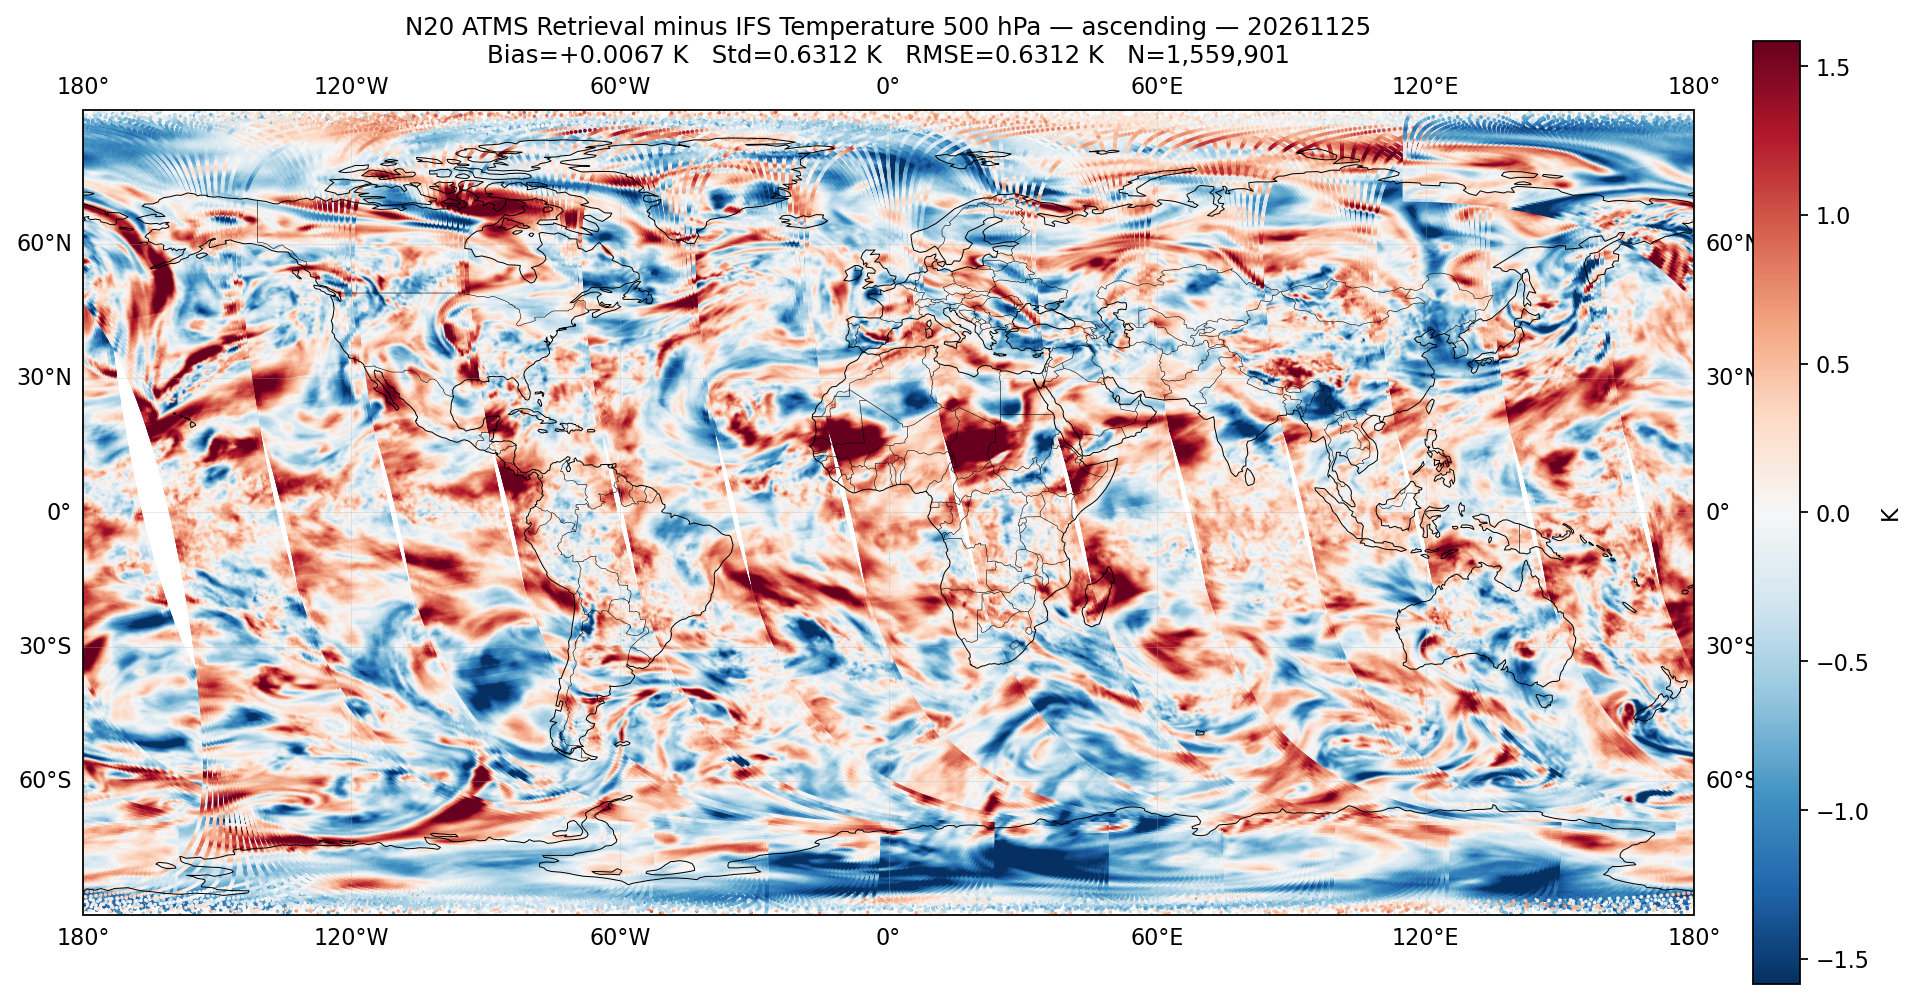 N20 ATMS Retrieval minus IFS Temperature 500 hPa — ascending — 20261125
Bias=+0.0067 K   Std=0.6312 K   RMSE=0.6312 K   N=1,559,901
180° 120°W 60°W 0° 60°E 120°E 180°
60°N 60°N
30°N 30°N
0° 0°
30°S 30°S
60°S 60°S
180° 120°W 60°W 0° 60°E 120°E 180°
1.5
1.0
0.5
0.0
−0.5
−1.0
−1.5
K